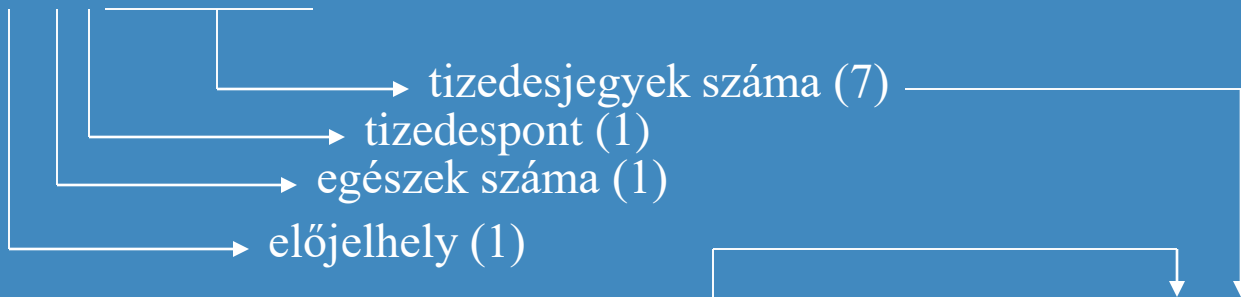 tizedesjegyek száma (7)
tizedespont (1)
egészek száma (1)
előjelhely (1)